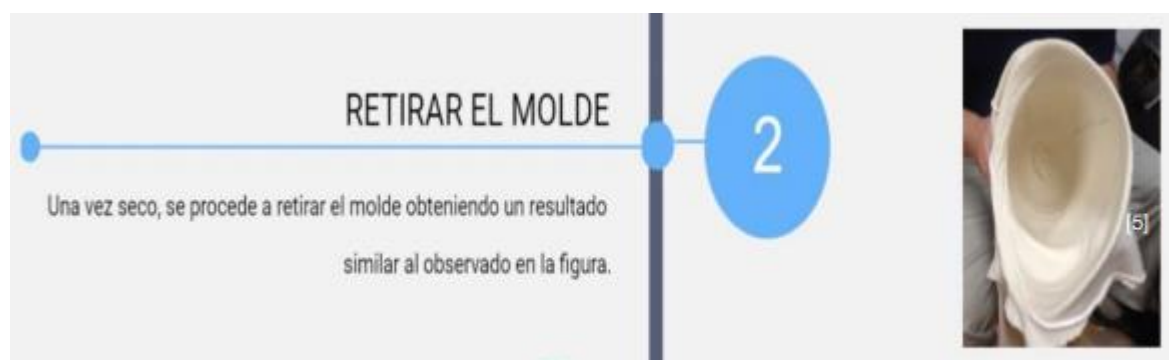 RETIRAR EL MOLDE
2
Una vez seco, se procede a retirar el molde obteniendo un resultado
similar al observado en la figura.
[5]